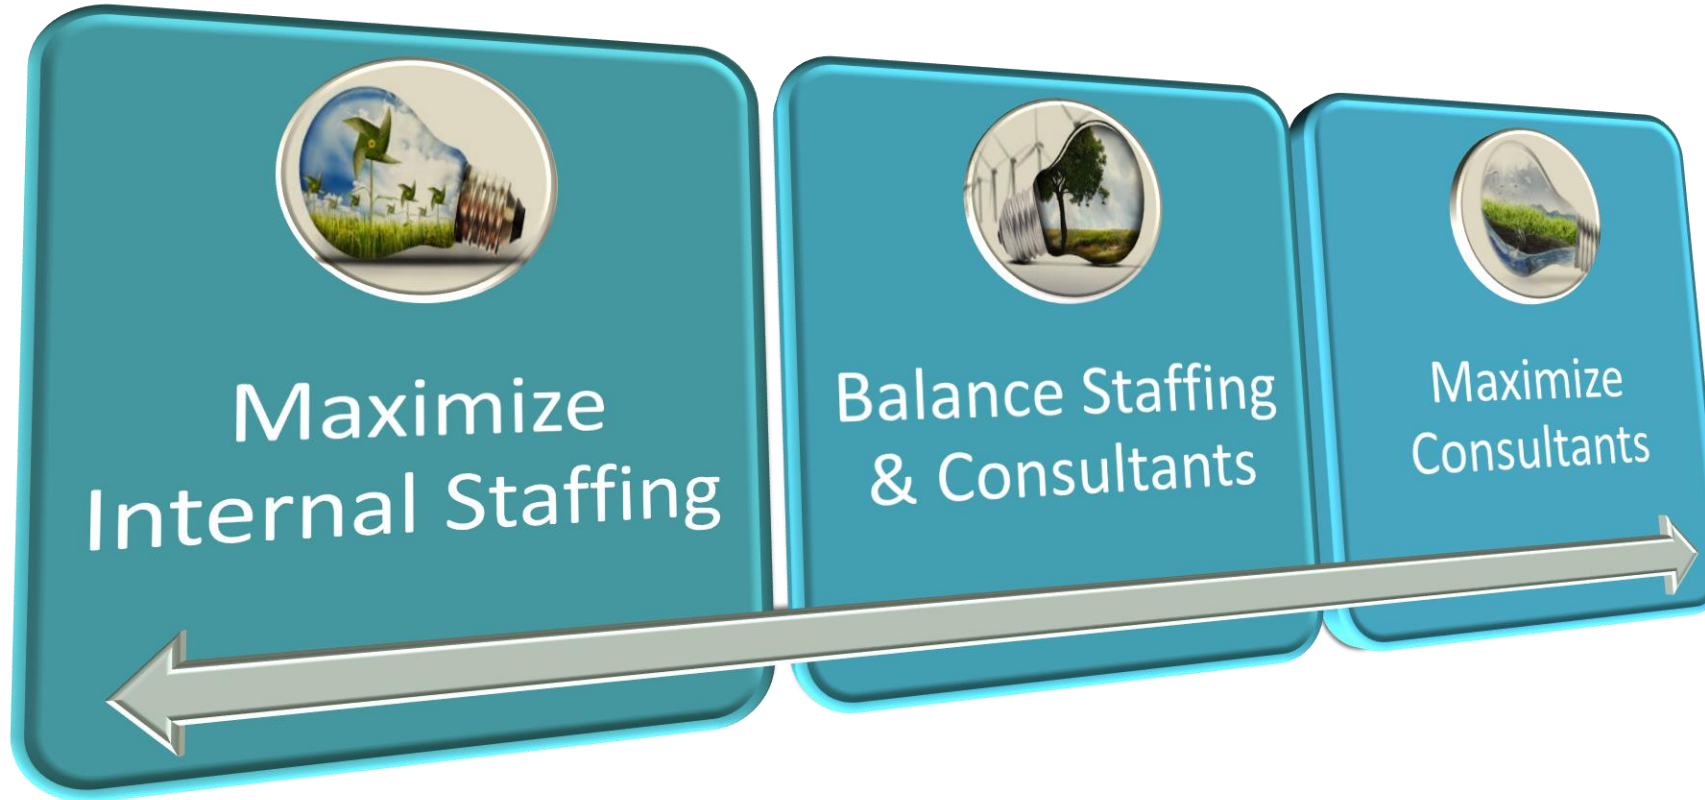 Maximize
Internal Staffing
Balance Staffing
& Consultants
Maximize
Consultants